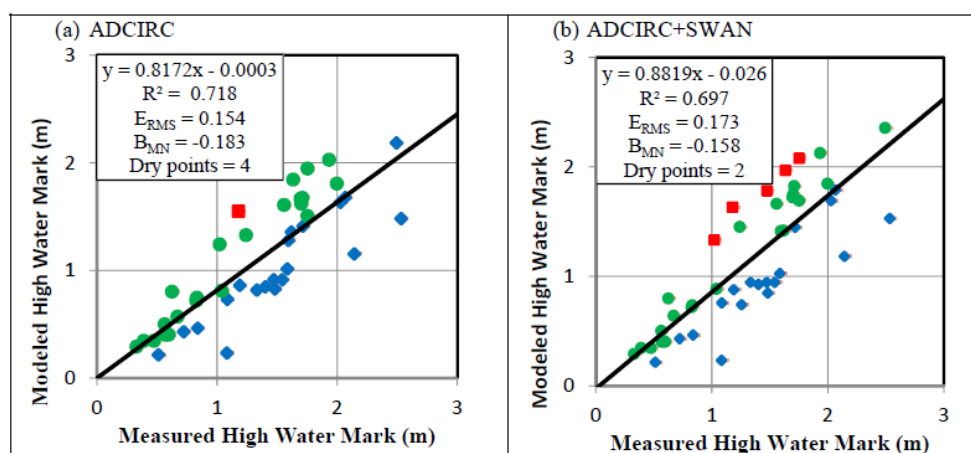 (a) ADCIRC
3
y = 0.8172x - 0.0003
R² = 0.718
E_RMS = 0.154
B_MN = -0.183
Dry points = 4
2
1
0
0 1 2 3
Modeled High Water Mark (m)
Measured High Water Mark (m)
(b) ADCIRC+SWAN
3
y = 0.8819x - 0.026
R² = 0.697
E_RMS = 0.173
B_MN = -0.158
Dry points = 2
2
1
0
0 1 2 3
Modeled High Water Mark (m)
Measured High Water Mark (m)